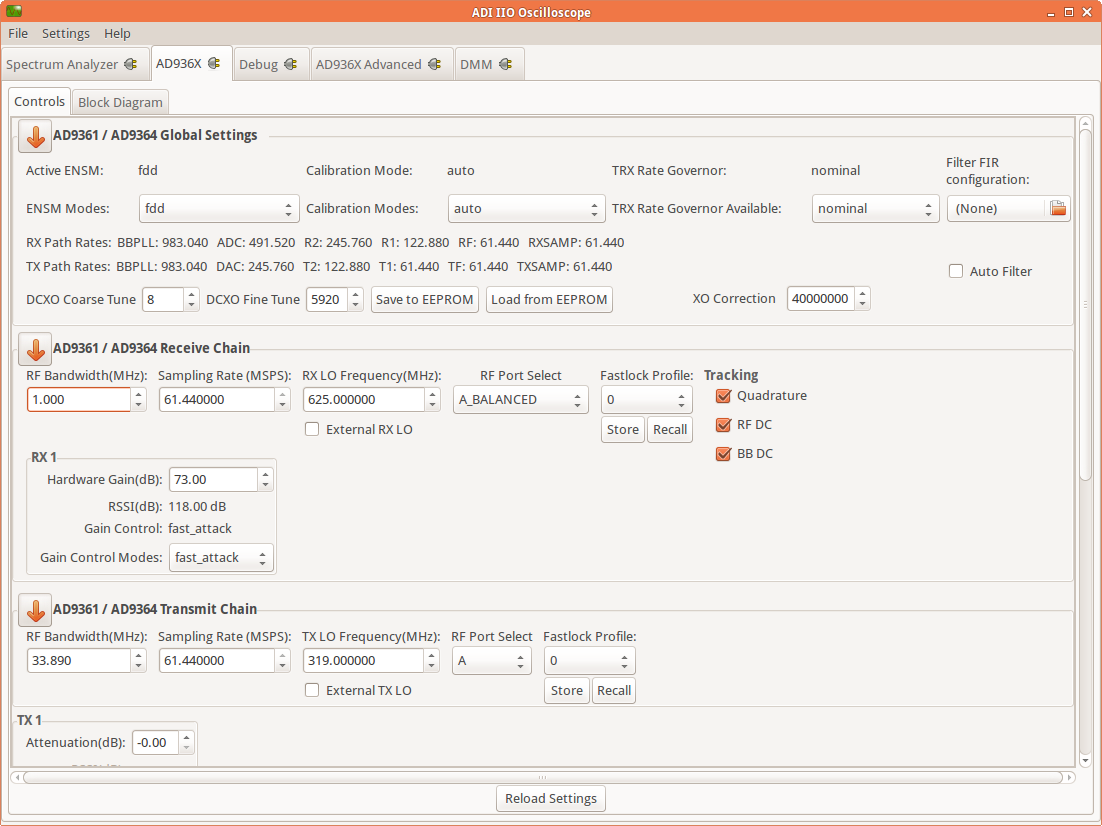 ADI IIO Oscilloscope
File Settings Help
Spectrum Analyzer AD936X Debug AD936X Advanced DMM
Controls Block Diagram
AD9361 / AD9364 Global Settings
Active ENSM: fdd Calibration Mode: auto TRX Rate Governor: nominal Filter FIR configuration:
ENSM Modes: fdd Calibration Modes: auto TRX Rate Governor Available: nominal (None)
RX Path Rates: BBPLL: 983.040 ADC: 491.520 R2: 245.760 R1: 122.880 RF: 61.440 RXSAMP: 61.440
TX Path Rates: BBPLL: 983.040 DAC: 245.760 T2: 122.880 T1: 61.440 TF: 61.440 TXSAMP: 61.440
Auto Filter
DCXO Coarse Tune 8 DCXO Fine Tune 5920 Save to EEPROM Load from EEPROM XO Correction 40000000
AD9361 / AD9364 Receive Chain
RF Bandwidth(MHz): Sampling Rate (MSPS): RX LO Frequency(MHz): RF Port Select Fastlock Profile: Tracking
1.000 61.440000 625.000000 A_BALANCED 0 Quadrature
External RX LO Store Recall RF DC
BB DC
RX 1
Hardware Gain(dB): 73.00
RSSI(dB): 118.00 dB
Gain Control: fast_attack
Gain Control Modes: fast_attack
AD9361 / AD9364 Transmit Chain
RF Bandwidth(MHz): Sampling Rate (MSPS): TX LO Frequency(MHz): RF Port Select Fastlock Profile:
33.890 61.440000 319.000000 A 0
External TX LO Store Recall
TX 1
Attenuation(dB): -0.00
Reload Settings